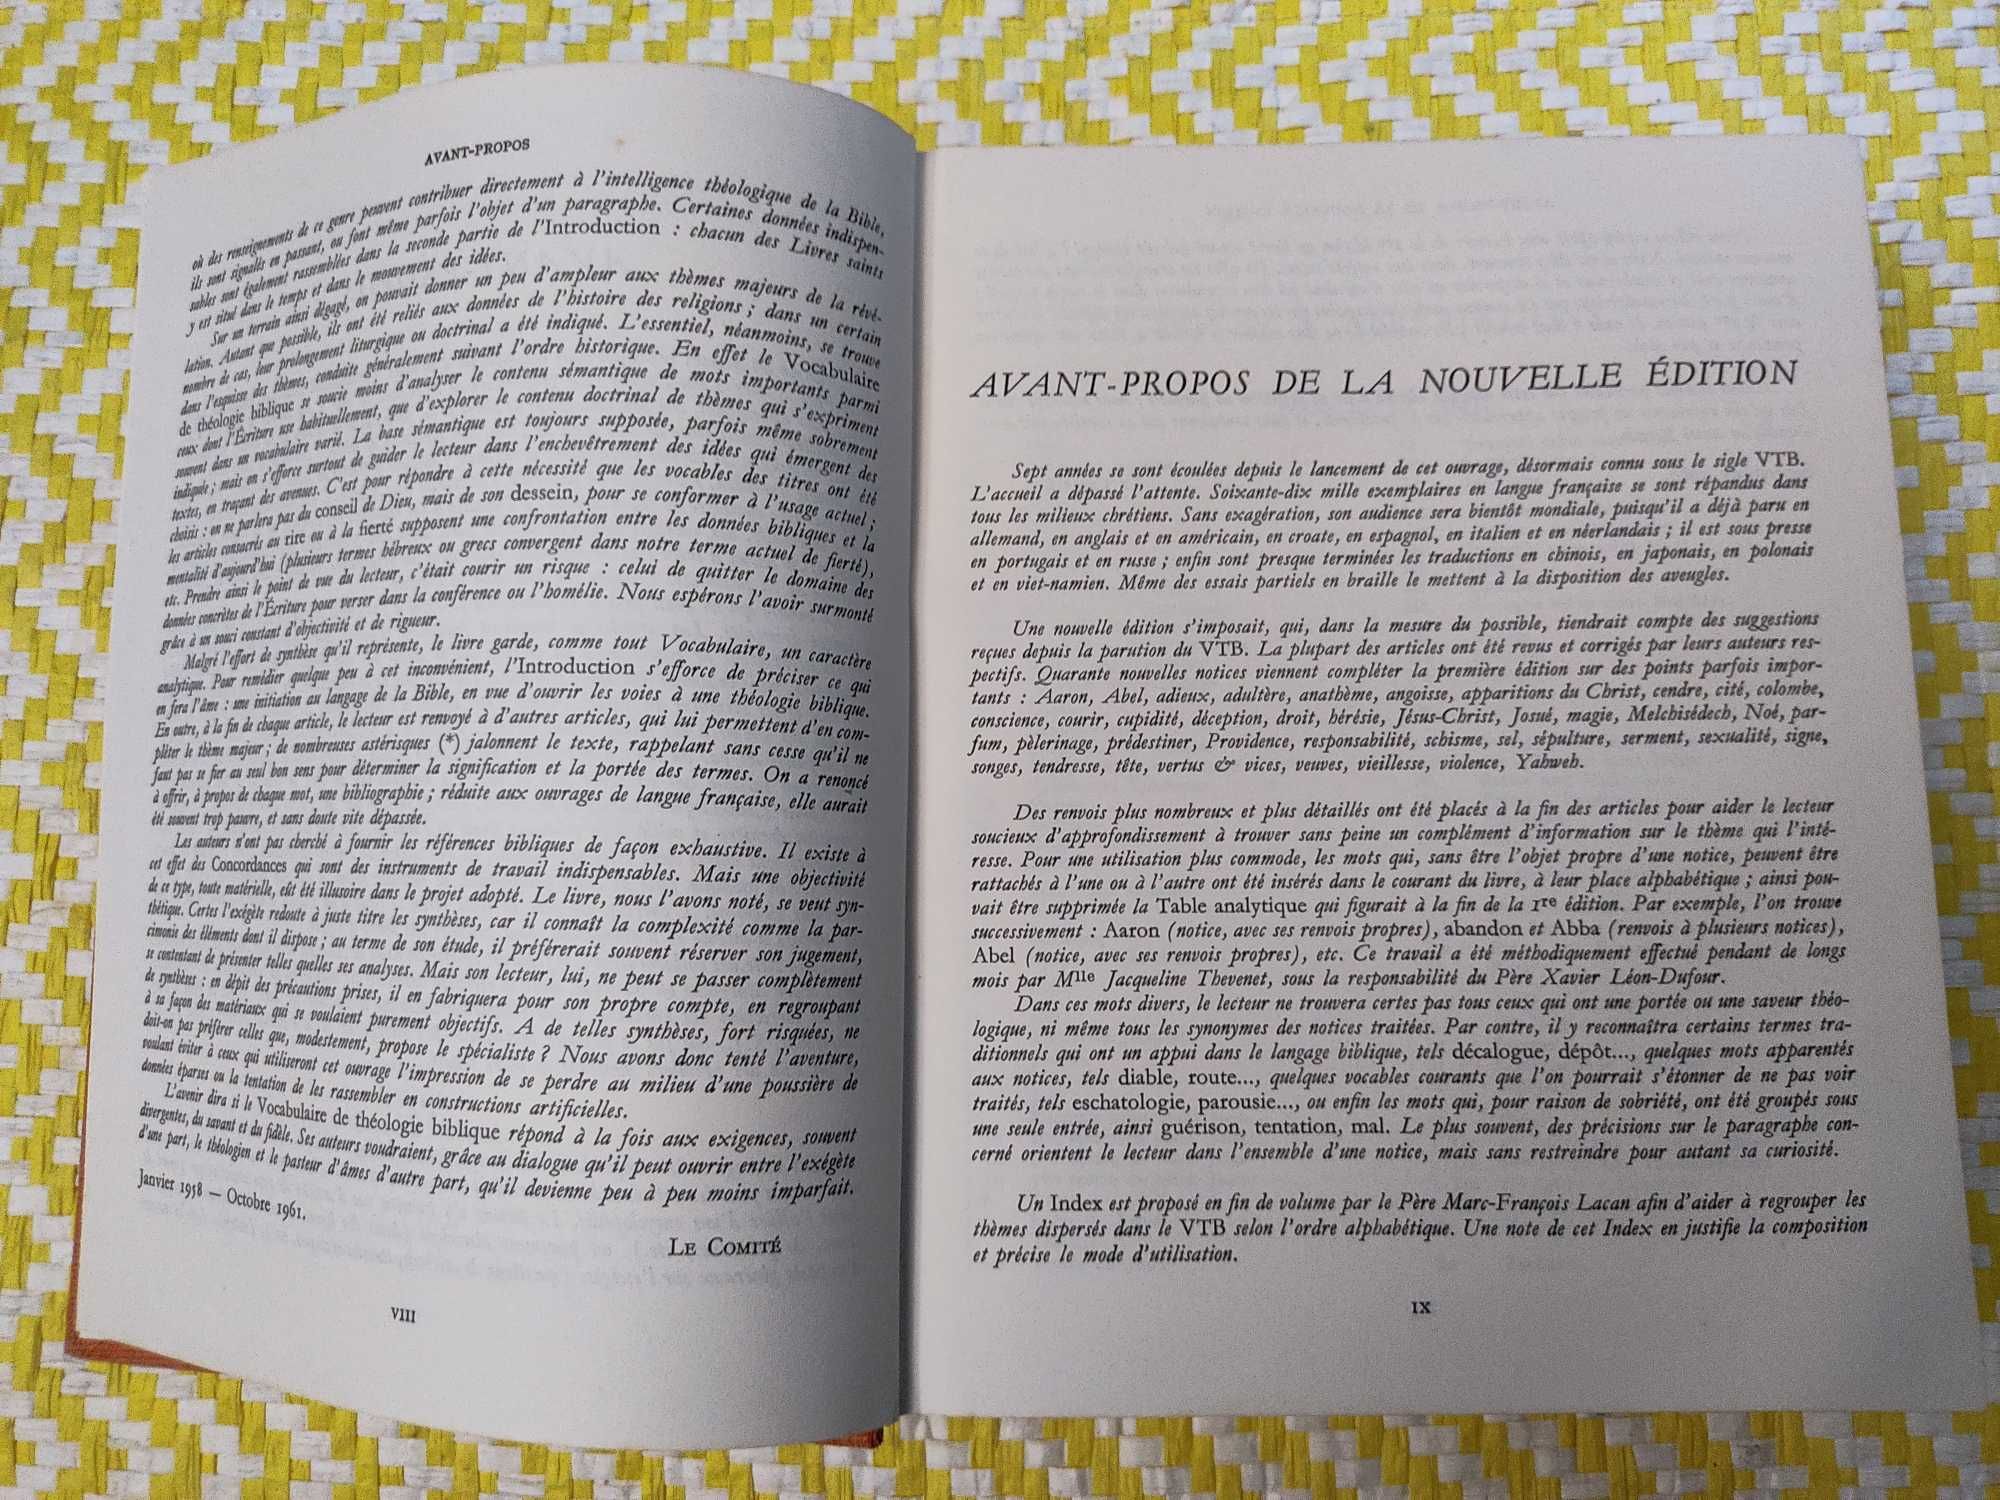 AVANT-PROPOS
où des renseignements de ce genre peuvent contribuer directement à l'intelligence théologique de la Bible,
ils sont signalés en passant, ou font même parfois l'objet d'un paragraphe. Certaines données indispen-
sables sont également rassemblées dans la seconde partie de l'Introduction : chacun des Livres saints
y est situé dans le temps et dans le mouvement des idées.
Sur un terrain ainsi dégagé, on pouvait donner un peu d'ampleur aux thèmes majeurs de la révé-
lation. Autant que possible, ils ont été reliés aux données de l'histoire des religions ; dans un certain
nombre de cas, leur prolongement liturgique ou doctrinal a été indiqué. L'essentiel, néanmoins, se trouve
dans l'esquisse des thèmes, conduite généralement suivant l'ordre historique. En effet le Vocabulaire
de théologie biblique se soucie moins d'analyser le contenu sémantique de mots importants parmi
ceux dont l'Écriture use habituellement, que d'explorer le contenu doctrinal de thèmes qui s'expriment
souvent dans un vocabulaire varié. La base sémantique est toujours supposée, parfois même sobrement
indiquée ; mais on s'efforce surtout de guider le lecteur dans l'enchevêtrement des idées qui émergent des
textes, en traçant des avenues. C'est pour répondre à cette nécessité que les vocables des titres ont été
choisis : on ne parlera pas du conseil de Dieu, mais de son dessein, pour se conformer à l'usage actuel ;
les articles consacrés au rire ou à la fierté supposent une confrontation entre les données bibliques et la
mentalité d'aujourd'hui (plusieurs termes hébreux ou grecs convergent dans notre terme actuel de fierté),
etc. Prendre ainsi le point de vue du lecteur, c'était courir un risque : celui de quitter le domaine des
données concrètes de l'Écriture pour verser dans la conférence ou l'homélie. Nous espérons l'avoir surmonté
grâce à un souci constant d'objectivité et de rigueur.
Malgré l'effort de synthèse qu'il représente, le livre garde, comme tout Vocabulaire, un caractère
analytique. Pour remédier quelque peu à cet inconvénient, l'Introduction s'efforce de préciser ce qui
en fera l'âme : une initiation au langage de la Bible, en vue d'ouvrir les voies à une théologie biblique.
En outre, à la fin de chaque article, le lecteur est renvoyé à d'autres articles, qui lui permettent d'en com-
pléter le thème majeur ; de nombreuses astérisques (*) jalonnent le texte, rappelant sans cesse qu'il ne
faut pas se fier au seul bon sens pour déterminer la signification et la portée des termes. On a renoncé
à offrir, à propos de chaque mot, une bibliographie ; réduite aux ouvrages de langue française, elle aurait
été souvent trop pauvre, et sans doute vite dépassée.
Les auteurs n'ont pas cherché à fournir les références bibliques de façon exhaustive. Il existe à
cet effet des Concordances qui sont des instruments de travail indispensables. Mais une objectivité
de ce type, toute matérielle, eût été illusoire dans le projet adopté. Le livre, nous l'avons noté, se veut syn-
thétique. Certes l'exégète redoute à juste titre les synthèses, car il connaît la complexité comme la par-
cimonie des éléments dont il dispose ; au terme de son étude, il préférerait souvent réserver son jugement,
se contentant de présenter telles quelles ses analyses. Mais son lecteur, lui, ne peut se passer complètement
de synthèses : en dépit des précautions prises, il en fabriquera pour son propre compte, en regroupant
à sa façon des matériaux qui se voulaient purement objectifs. A de telles synthèses, fort risquées, ne
doit-on pas préférer celles que, modestement, propose le spécialiste ? Nous avons donc tenté l'aventure,
voulant éviter à ceux qui utiliseront cet ouvrage l'impression de se perdre au milieu d'une poussière de
données éparses ou la tentation de les rassembler en constructions artificielles.
L'avenir dira si le Vocabulaire de théologie biblique répond à la fois aux exigences, souvent
divergentes, du savant et du fidèle. Ses auteurs voudraient, grâce au dialogue qu'il peut ouvrir entre l'exégète
d'une part, le théologien et le pasteur d'âmes d'autre part, qu'il devienne peu à peu moins imparfait.
Janvier 1958 — Octobre 1961.
LE COMITÉ
VIII
AVANT-PROPOS DE LA NOUVELLE ÉDITION
Sept années se sont écoulées depuis le lancement de cet ouvrage, désormais connu sous le sigle VTB.
L'accueil a dépassé l'attente. Soixante-dix mille exemplaires en langue française se sont répandus dans
tous les milieux chrétiens. Sans exagération, son audience sera bientôt mondiale, puisqu'il a déjà paru en
allemand, en anglais et en américain, en croate, en espagnol, en italien et en néerlandais ; il est sous presse
en portugais et en russe ; enfin sont presque terminées les traductions en chinois, en japonais, en polonais
et en viet-namien. Même des essais partiels en braille le mettent à la disposition des aveugles.
Une nouvelle édition s'imposait, qui, dans la mesure du possible, tiendrait compte des suggestions
reçues depuis la parution du VTB. La plupart des articles ont été revus et corrigés par leurs auteurs res-
pectifs. Quarante nouvelles notices viennent compléter la première édition sur des points parfois impor-
tants : Aaron, Abel, adieux, adultère, anathème, angoisse, apparitions du Christ, cendre, cité, colombe,
conscience, courir, cupidité, déception, droit, hérésie, Jésus-Christ, Josué, magie, Melchisédech, Noé, par-
fum, pèlerinage, prédestiner, Providence, responsabilité, schisme, sel, sépulture, serment, sexualité, signe,
songes, tendresse, tête, vertus & vices, veuves, vieillesse, violence, Yahweh.
Des renvois plus nombreux et plus détaillés ont été placés à la fin des articles pour aider le lecteur
soucieux d'approfondissement à trouver sans peine un complément d'information sur le thème qui l'inté-
resse. Pour une utilisation plus commode, les mots qui, sans être l'objet propre d'une notice, peuvent être
rattachés à l'une ou à l'autre ont été insérés dans le courant du livre, à leur place alphabétique ; ainsi pou-
vait être supprimée la Table analytique qui figurait à la fin de la 1re édition. Par exemple, l'on trouve
successivement : Aaron (notice, avec ses renvois propres), abandon et Abba (renvois à plusieurs notices),
Abel (notice, avec ses renvois propres), etc. Ce travail a été méthodiquement effectué pendant de longs
mois par Mlle Jacqueline Thevenet, sous la responsabilité du Père Xavier Léon-Dufour.
Dans ces mots divers, le lecteur ne trouvera certes pas tous ceux qui ont une portée ou une saveur théo-
logique, ni même tous les synonymes des notices traitées. Par contre, il y reconnaîtra certains termes tra-
ditionnels qui ont un appui dans le langage biblique, tels décalogue, dépôt..., quelques mots apparentés
aux notices, tels diable, route..., quelques vocables courants que l'on pourrait s'étonner de ne pas voir
traités, tels eschatologie, parousie..., ou enfin les mots qui, pour raison de sobriété, ont été groupés sous
une seule entrée, ainsi guérison, tentation, mal. Le plus souvent, des précisions sur le paragraphe con-
cerné orientent le lecteur dans l'ensemble d'une notice, mais sans restreindre pour autant sa curiosité.
Un Index est proposé en fin de volume par le Père Marc-François Lacan afin d'aider à regrouper les
thèmes dispersés dans le VTB selon l'ordre alphabétique. Une note de cet Index en justifie la composition
et précise le mode d'utilisation.
IX